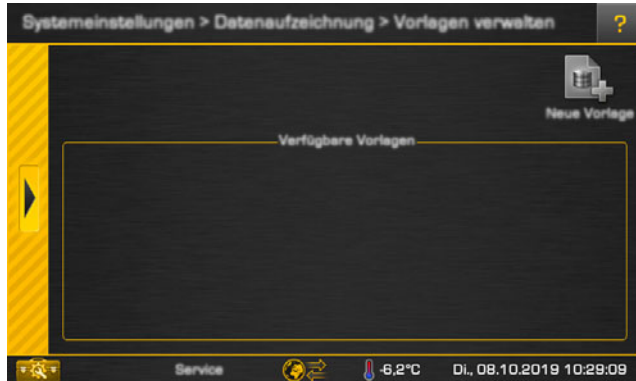 Systemeinstellungen > Datenaufzeichnung > Vorlagen verwalten ?
Neue Vorlage
Verfügbare Vorlagen
Service -6,2°C Di., 08.10.2019 10:29:09